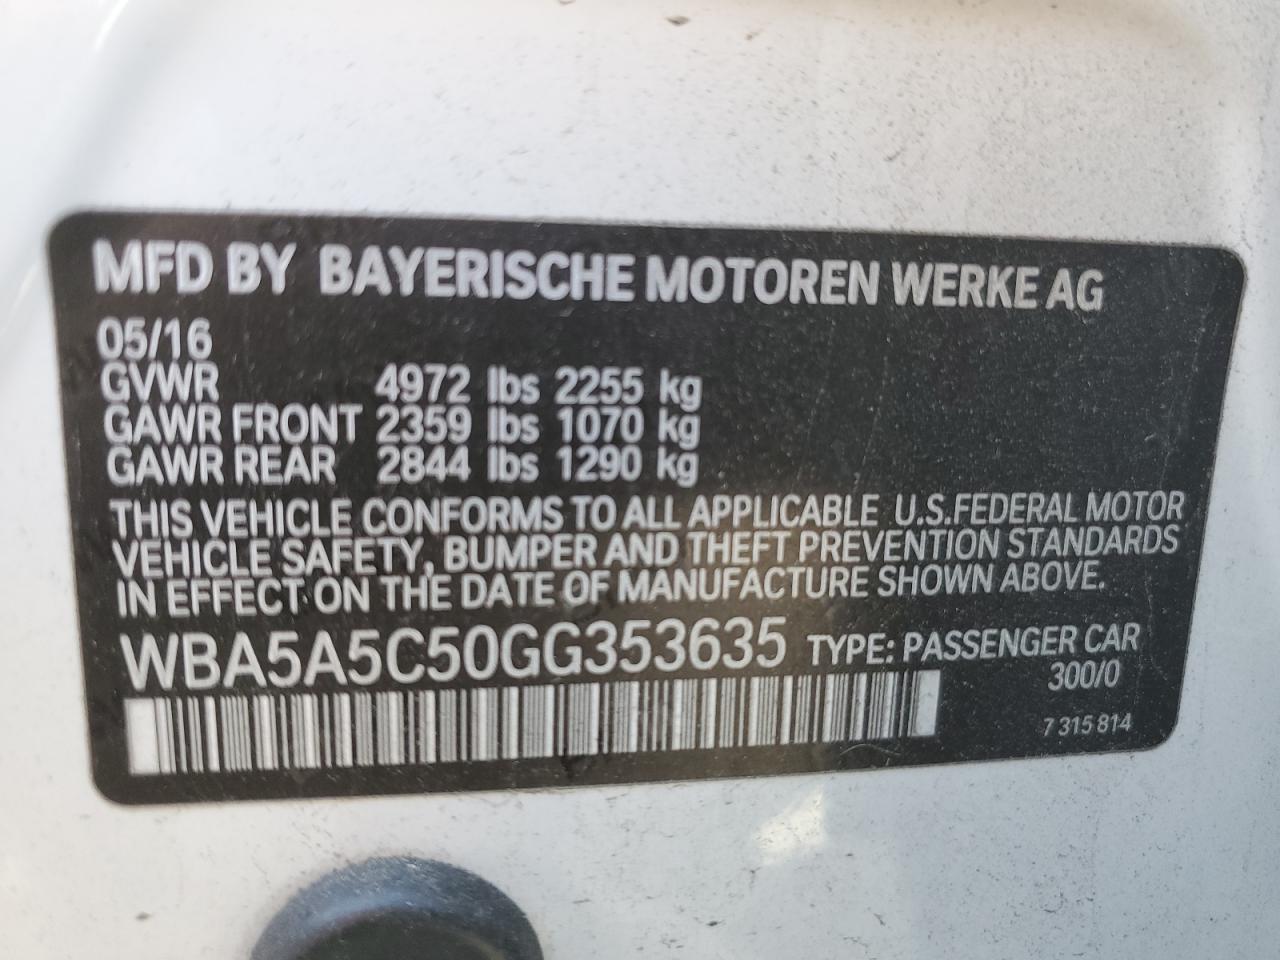 MFD BY BAYERISCHE MOTOREN WERKE AG
05/16
GVWR 4972 lbs 2255 kg
GAWR FRONT 2359 lbs 1070 kg
GAWR REAR 2844 lbs 1290 kg
THIS VEHICLE CONFORMS TO ALL APPLICABLE U.S.FEDERAL MOTOR
VEHICLE SAFETY, BUMPER AND THEFT PREVENTION STANDARDS
IN EFFECT ON THE DATE OF MANUFACTURE SHOWN ABOVE.
WBA5A5C50GG353635 TYPE: PASSENGER CAR
300/0
7 315 814